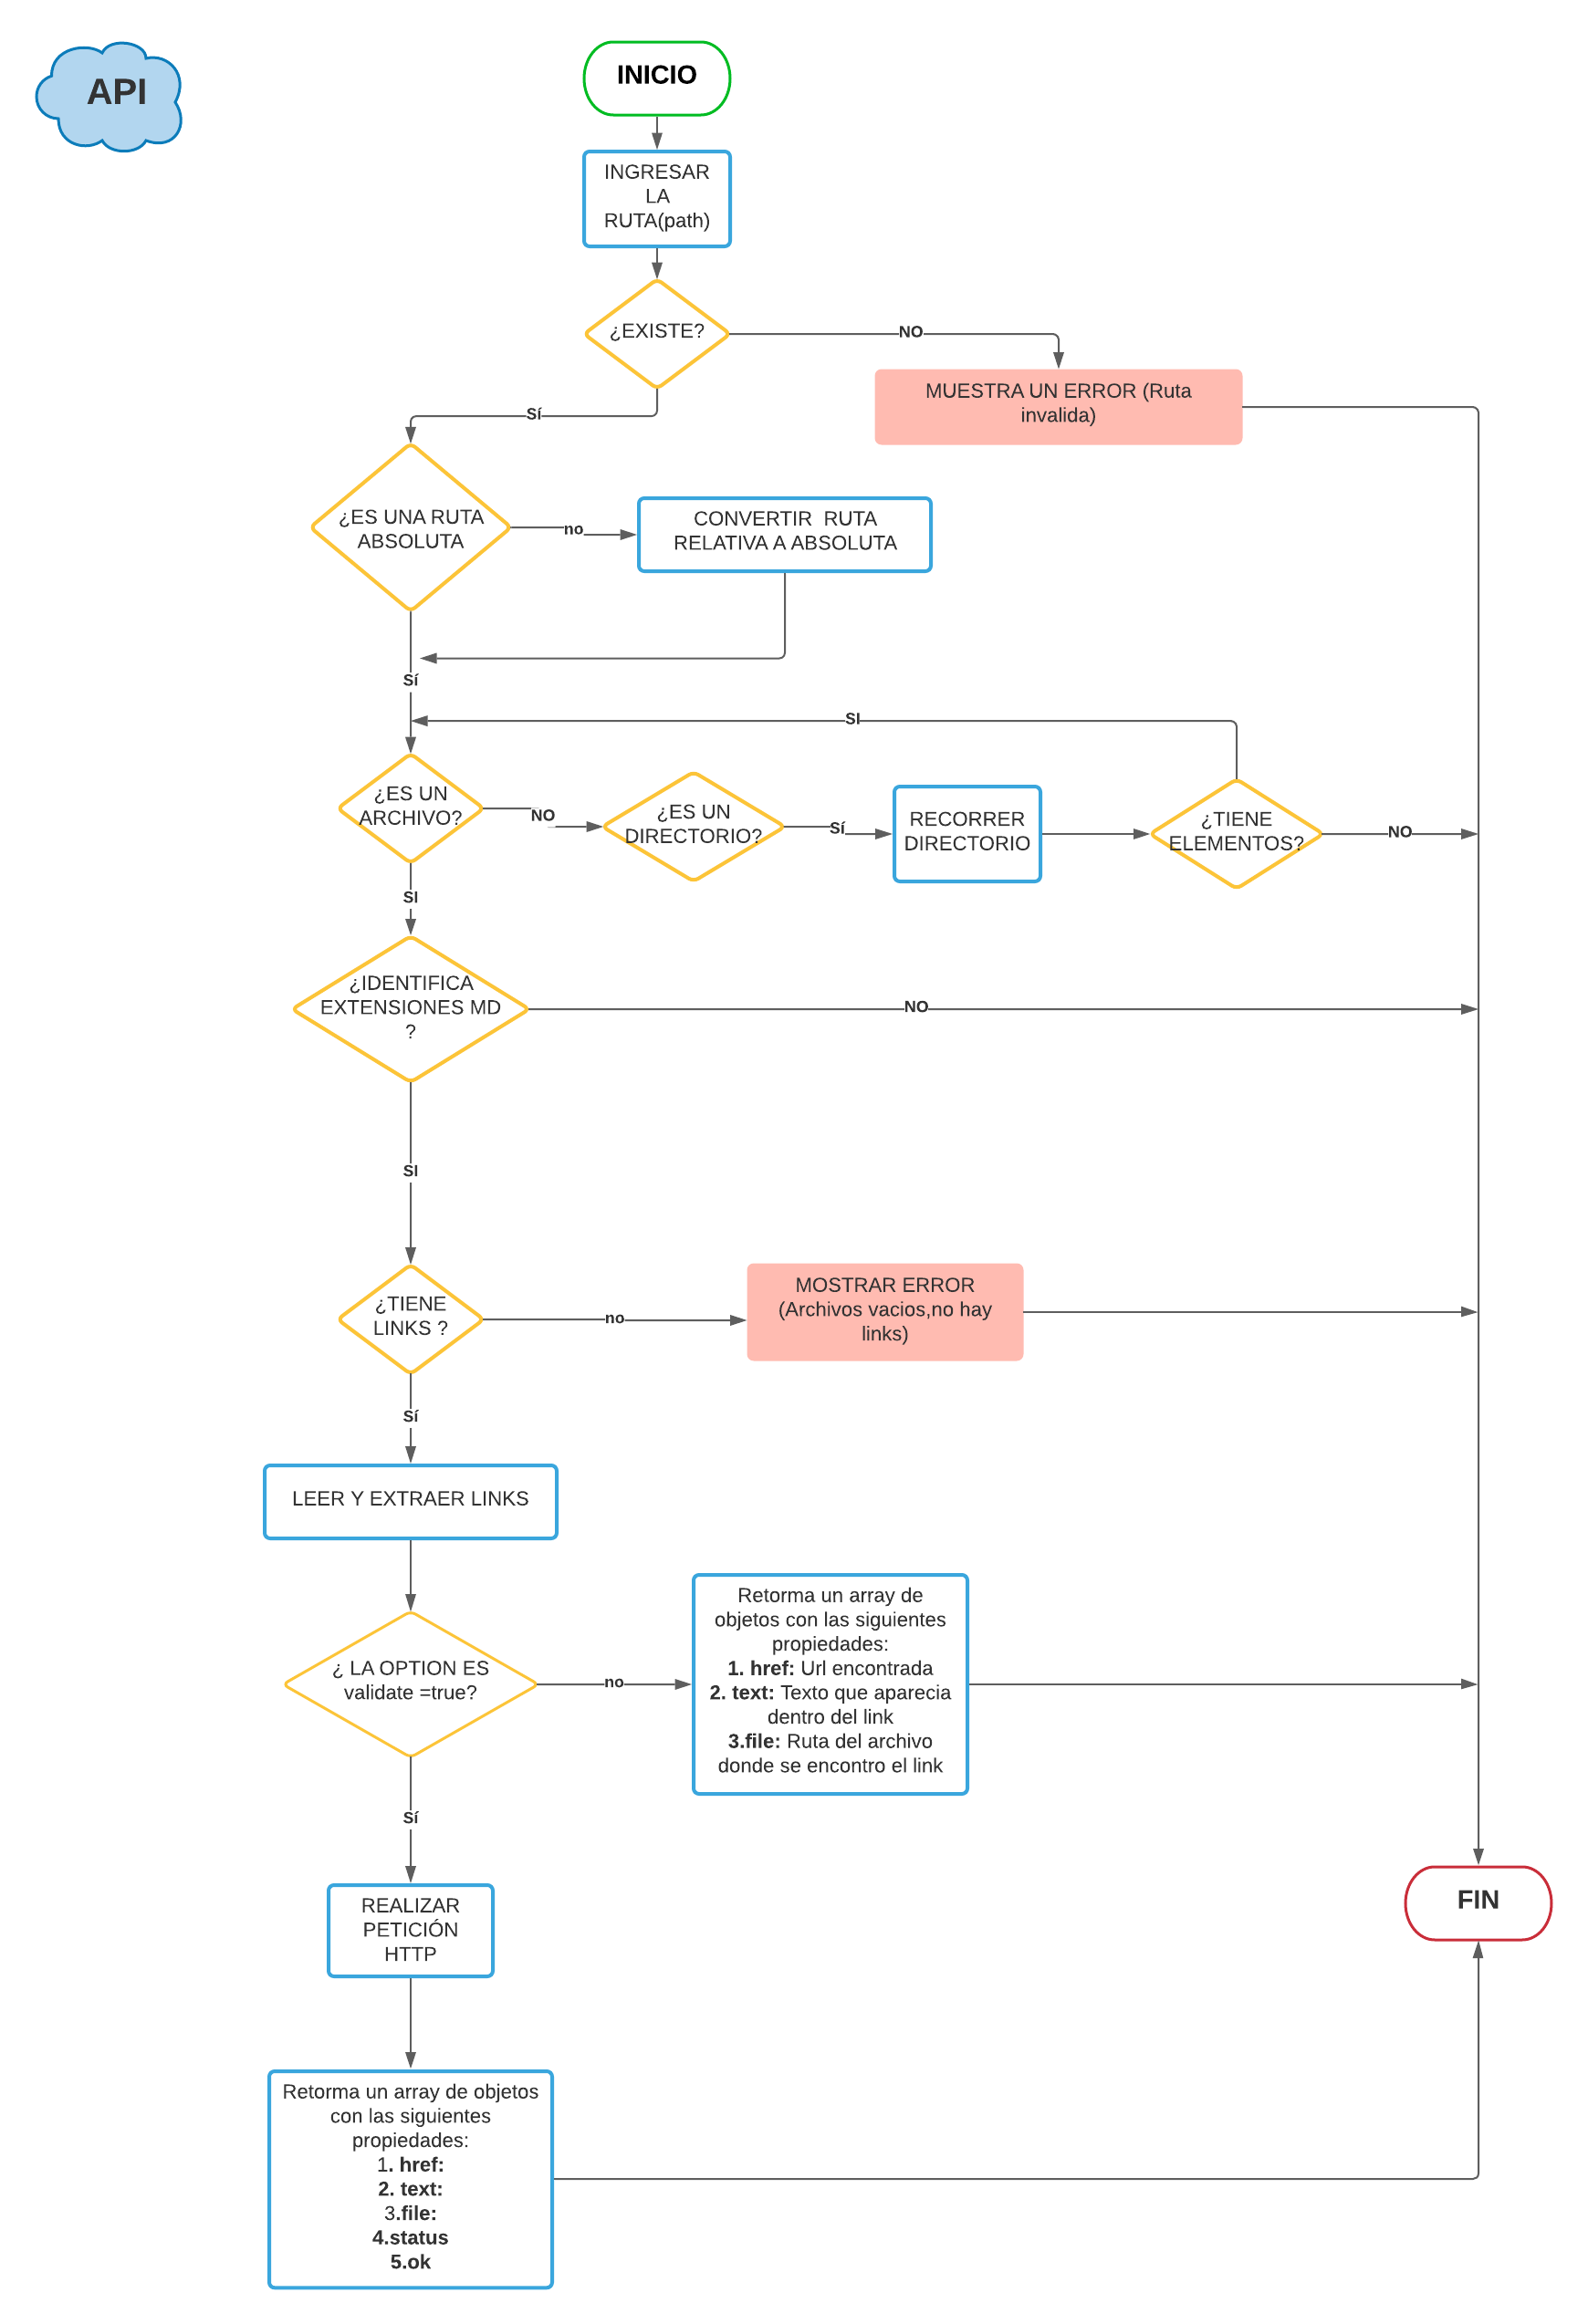 API
INICIO
INGRESAR
LA
RUTA(path)
¿EXISTE?
NO
MUESTRA UN ERROR (Ruta
invalida)
Sí
¿ES UNA RUTA
ABSOLUTA
no
CONVERTIR RUTA
RELATIVA A ABSOLUTA
Sí
SI
¿ES UN
ARCHIVO?
NO
¿ES UN
DIRECTORIO?
Sí
RECORRER
DIRECTORIO
¿TIENE
ELEMENTOS?
NO
SI
¿IDENTIFICA
EXTENSIONES MD
?
NO
SI
¿TIENE
LINKS ?
no
MOSTRAR ERROR
(Archivos vacios,no hay
links)
Sí
LEER Y EXTRAER LINKS
¿ LA OPTION ES
validate =true?
no
Retorma un array de
objetos con las siguientes
propiedades:
1. href: Url encontrada
2. text: Texto que aparecia
dentro del link
3.file: Ruta del archivo
donde se encontro el link
Sí
REALIZAR
PETICIÓN
HTTP
FIN
Retorma un array de objetos
con las siguientes
propiedades:
1. href:
2. text:
3.file:
4.status
5.ok